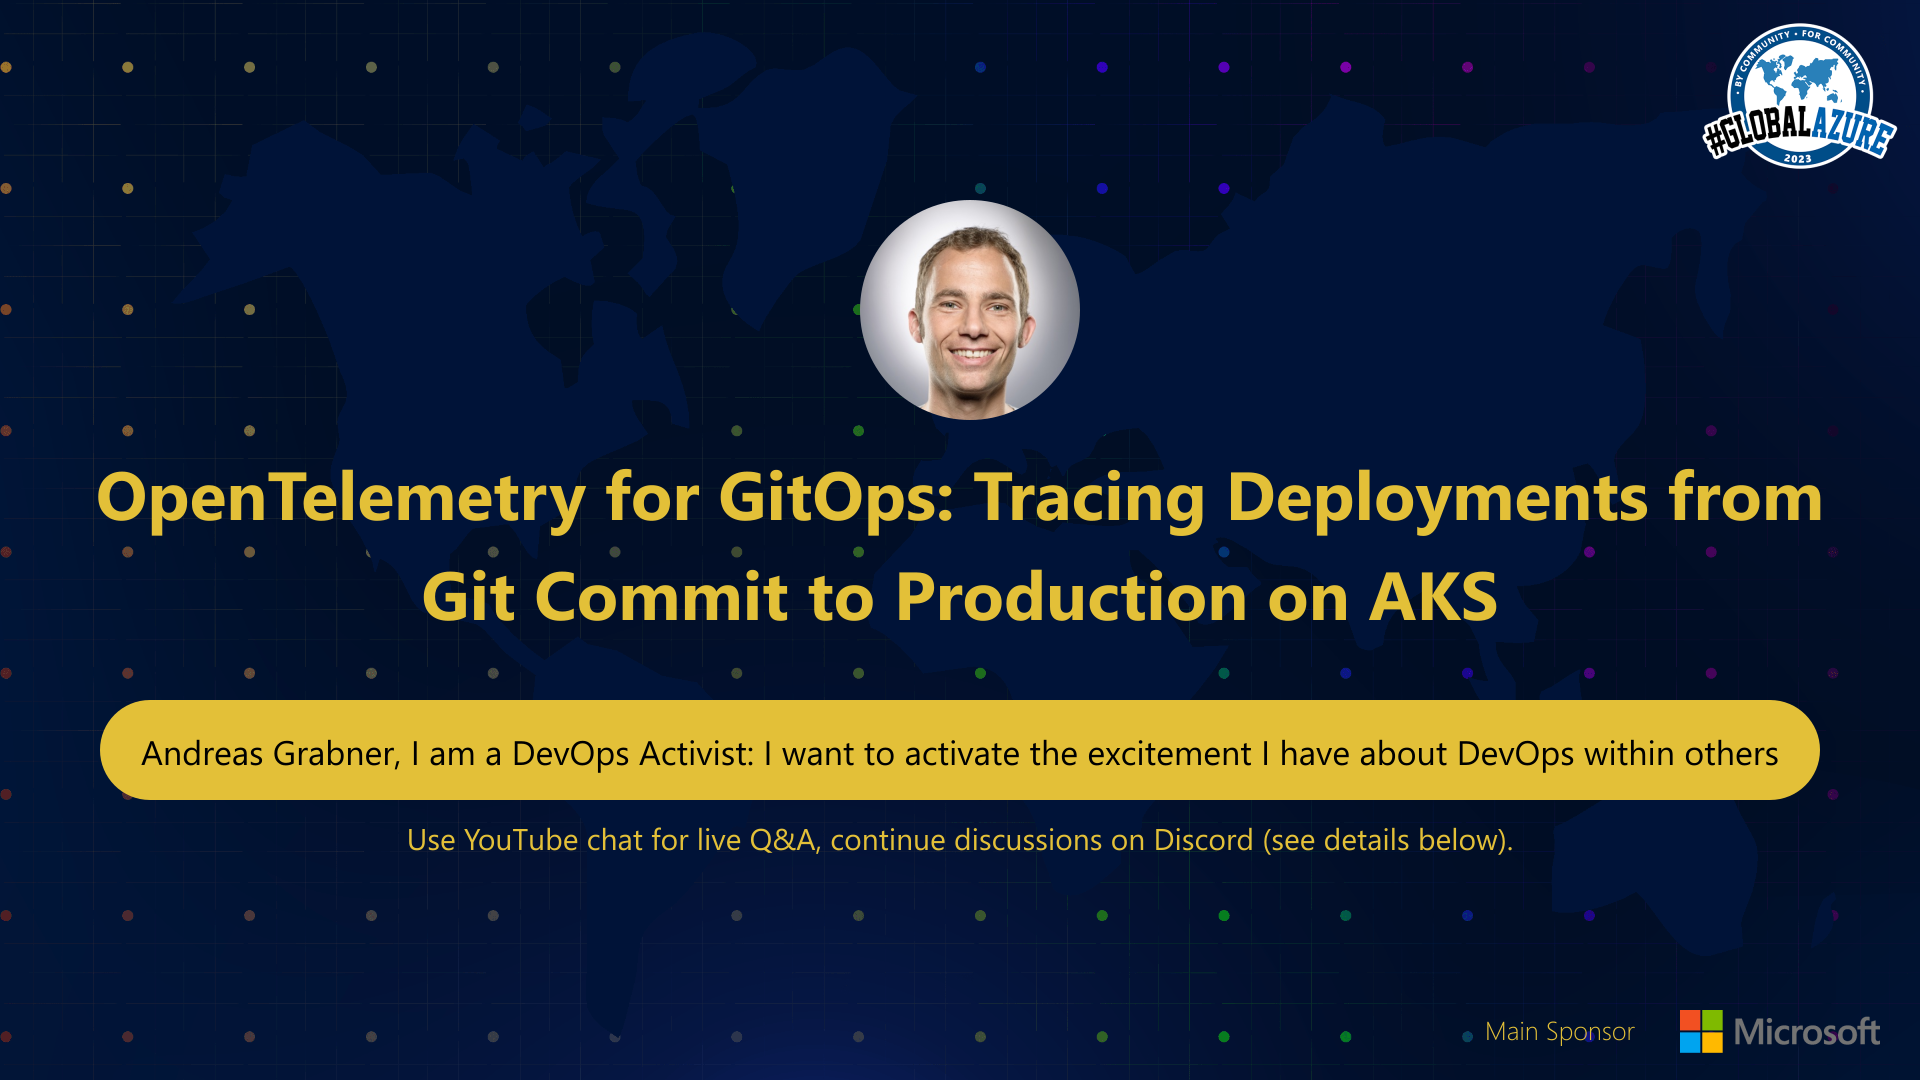 • BY COMMUNITY • FOR COMMUNITY •
#GLOBALAZURE
2023
OpenTelemetry for GitOps: Tracing Deployments from
Git Commit to Production on AKS
Andreas Grabner, I am a DevOps Activist: I want to activate the excitement I have about DevOps within others
Use YouTube chat for live Q&A, continue discussions on Discord (see details below).
Main Sponsor
Microsoft